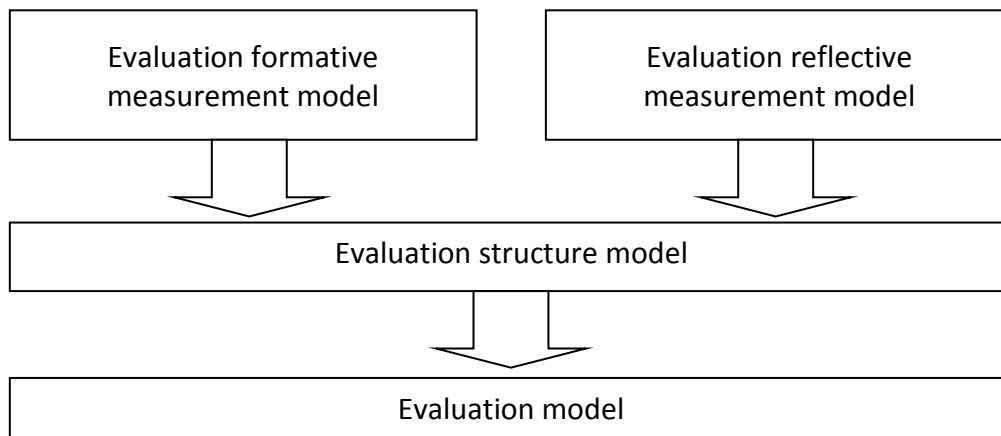 Evaluation formative
measurement model
Evaluation reflective
measurement model
Evaluation structure model
Evaluation model